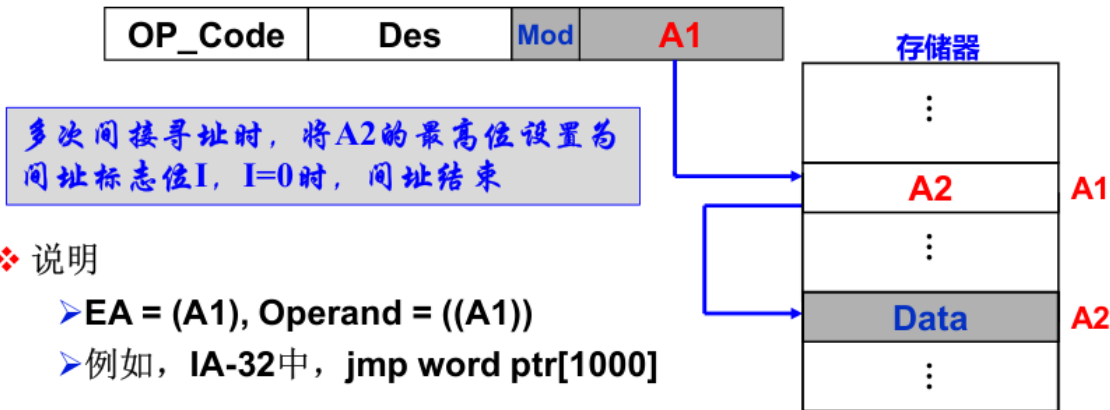 OP_Code Des Mod A1
存储器
⋮
多次间接寻址时，将A2的最高位设置为
间址标志位I，I=0时，间址结束
A2 A1
⋮
❖ 说明
➢EA = (A1), Operand = ((A1))
Data A2
➢例如，IA-32中，jmp word ptr[1000]
⋮